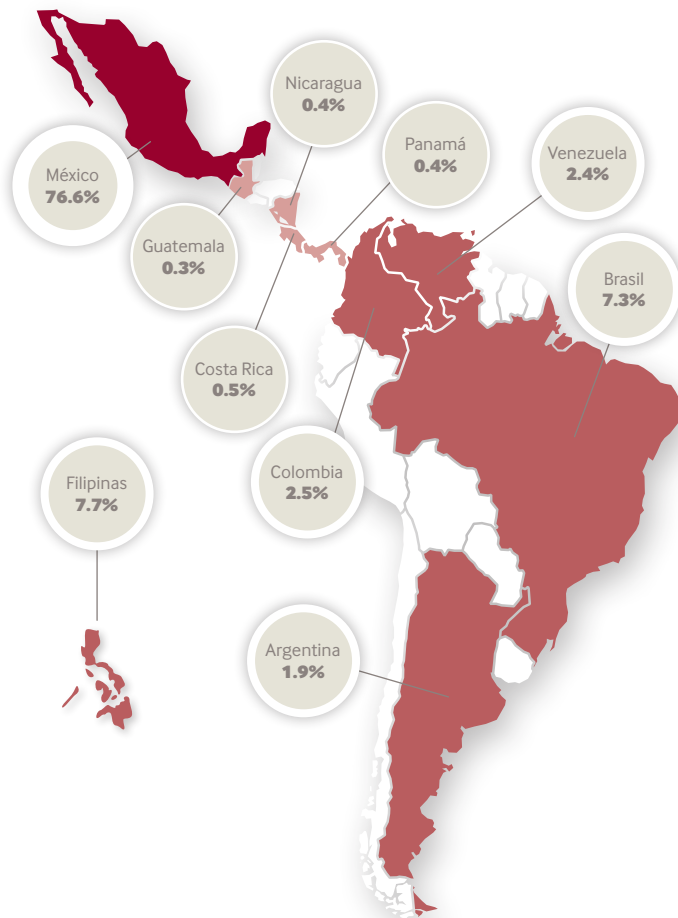 Nicaragua
0.4%
Panamá
0.4%
Venezuela
2.4%
México
76.6%
Guatemala
0.3%
Brasil
7.3%
Costa Rica
0.5%
Colombia
2.5%
Filipinas
7.7%
Argentina
1.9%